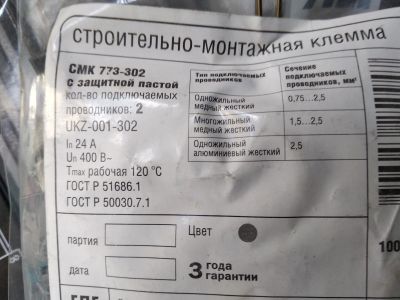 строительно-монтажная клемма
СМК 773-302
с защитной пастой
кол-во подключаемых
проводников: 2
UKZ-001-302
In 24 А
Un 400 В~
Tmax рабочая 120 °С
ГОСТ Р 51686.1
ГОСТ Р 50030.7.1
Тип подключаемых проводников
Сечение подключаемых проводников, мм²
Одножильный медный жесткий
0,75...2,5
Многожильный медный жесткий
1,5...2,5
Одножильный алюминиевый жесткий
2,5
партия
Цвет
дата
3 года гарантии
100